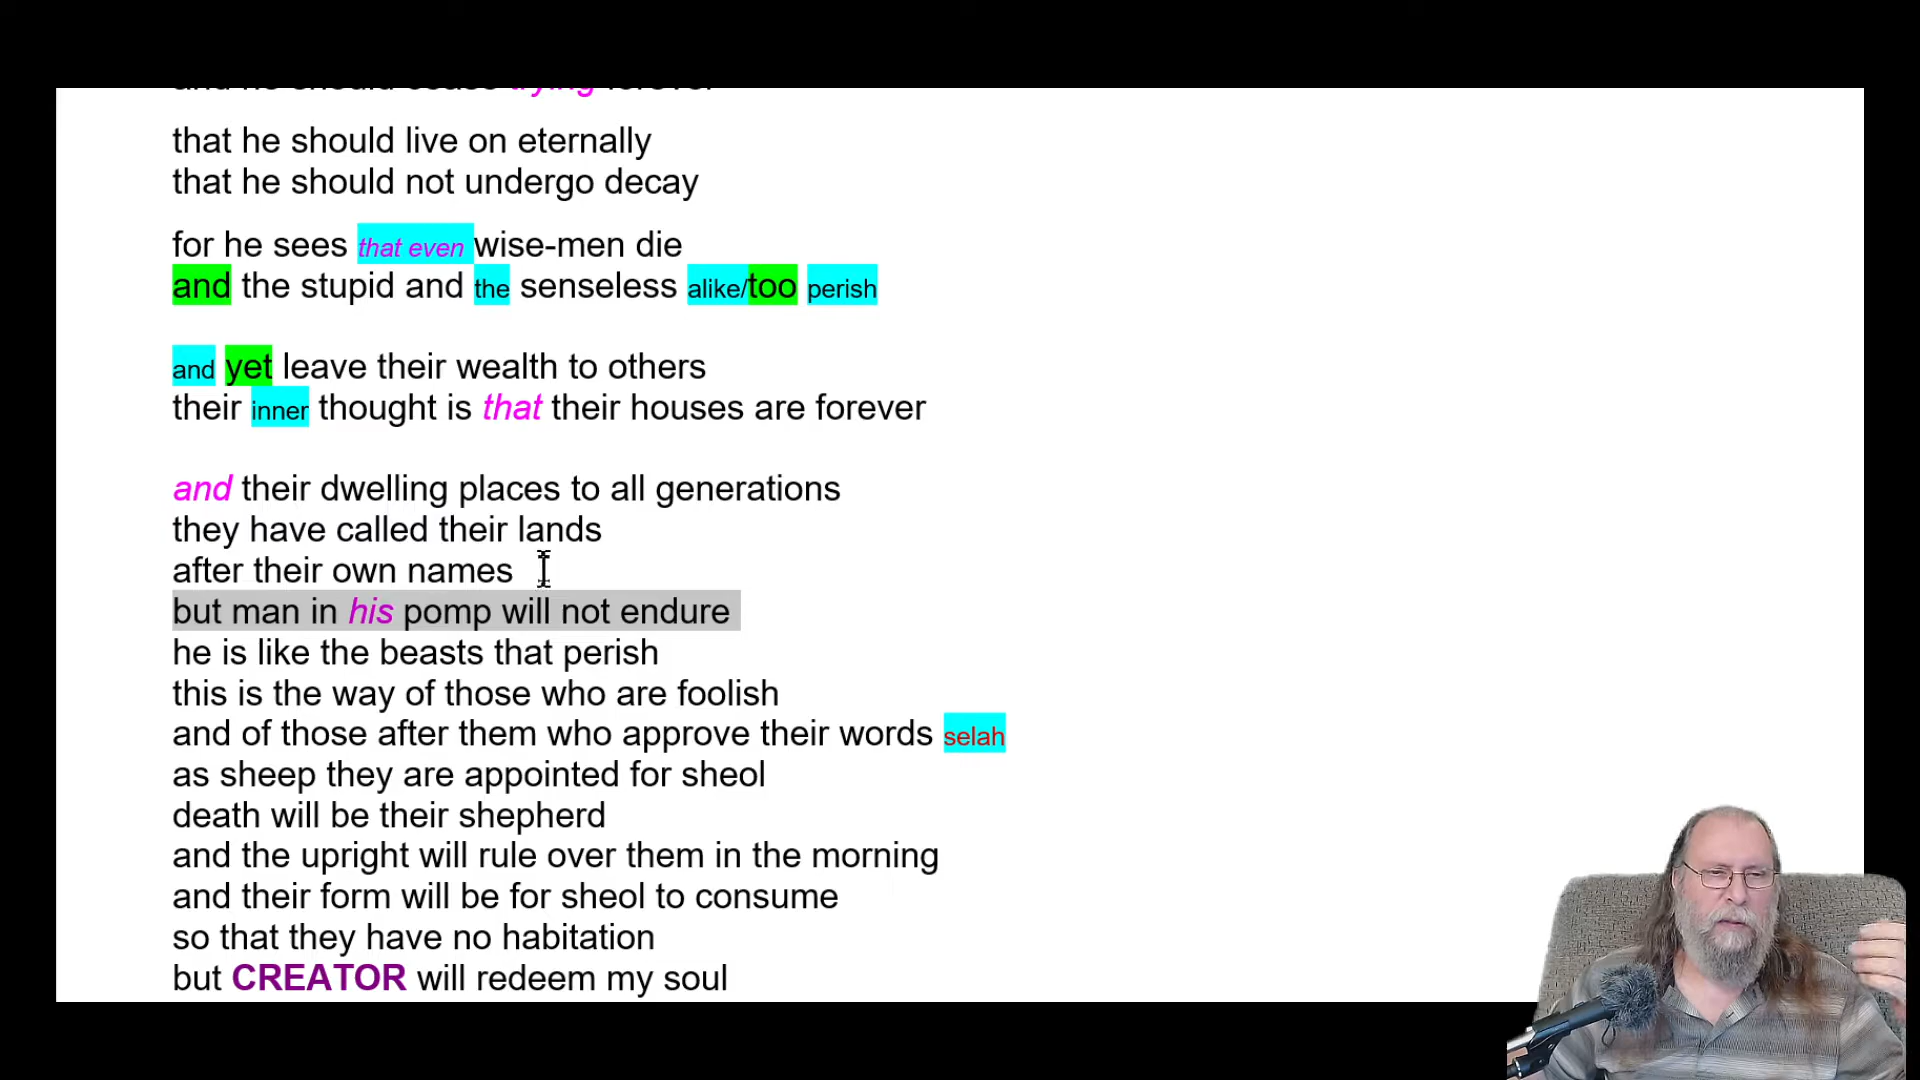 and he should cease trying forever
that he should live on eternally
that he should not undergo decay
for he sees that even wise-men die
and the stupid and the senseless alike/too perish
and yet leave their wealth to others
their inner thought is that their houses are forever
and their dwelling places to all generations
they have called their lands
after their own names
but man in his pomp will not endure
he is like the beasts that perish
this is the way of those who are foolish
and of those after them who approve their words selah
as sheep they are appointed for sheol
death will be their shepherd
and the upright will rule over them in the morning
and their form will be for sheol to consume
so that they have no habitation
but CREATOR will redeem my soul